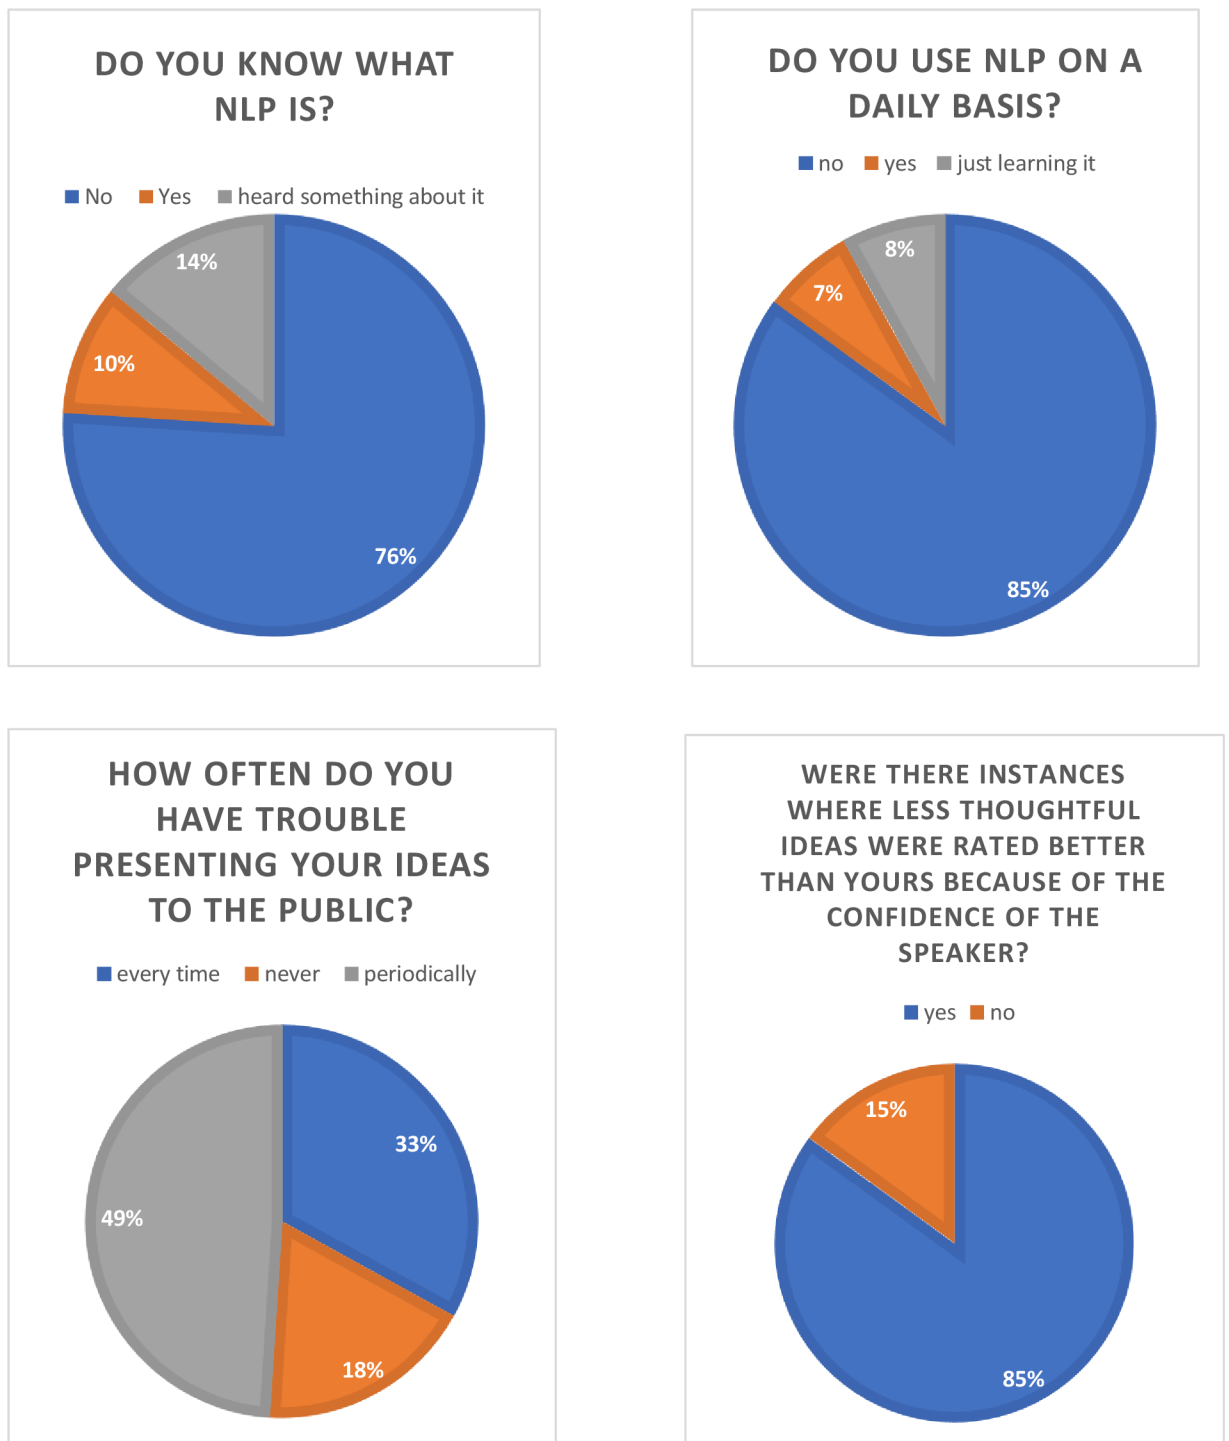 DO YOU KNOW WHAT
NLP IS?
No Yes heard something about it
14%
10%
76%
DO YOU USE NLP ON A
DAILY BASIS?
no yes just learning it
8%
7%
85%
HOW OFTEN DO YOU
HAVE TROUBLE
PRESENTING YOUR IDEAS
TO THE PUBLIC?
every time never periodically
33%
49%
18%
WERE THERE INSTANCES
WHERE LESS THOUGHTFUL
IDEAS WERE RATED BETTER
THAN YOURS BECAUSE OF THE
CONFIDENCE OF THE
SPEAKER?
yes no
15%
85%